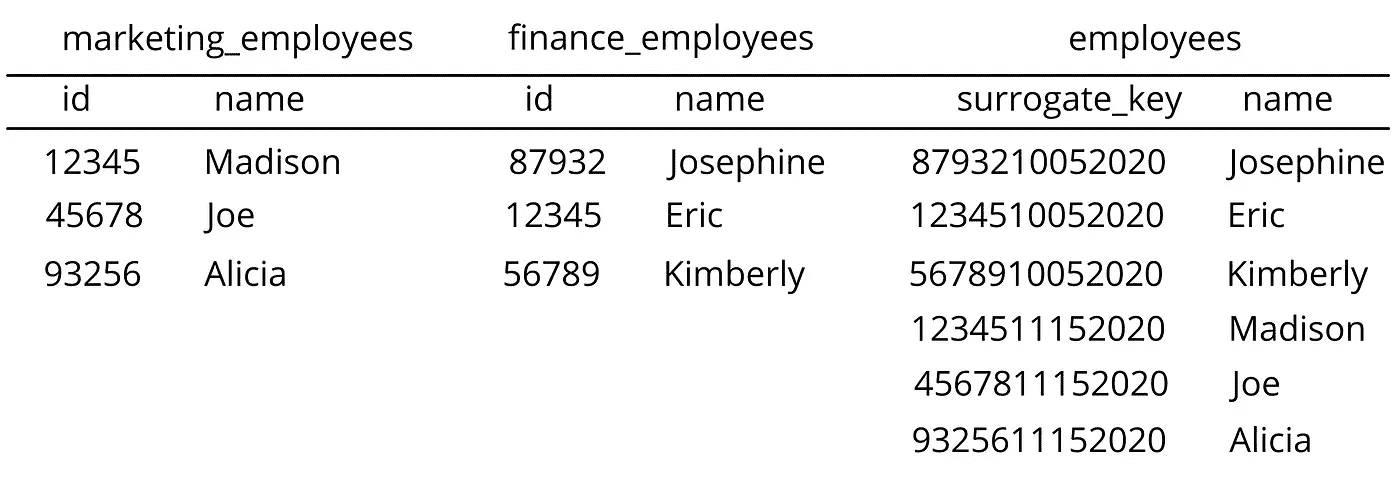 marketing_employees finance_employees employees
id name id name surrogate_key name
12345 Madison 87932 Josephine 8793210052020 Josephine
45678 Joe 12345 Eric 1234510052020 Eric
93256 Alicia 56789 Kimberly 5678910052020 Kimberly
1234511152020 Madison
4567811152020 Joe
9325611152020 Alicia